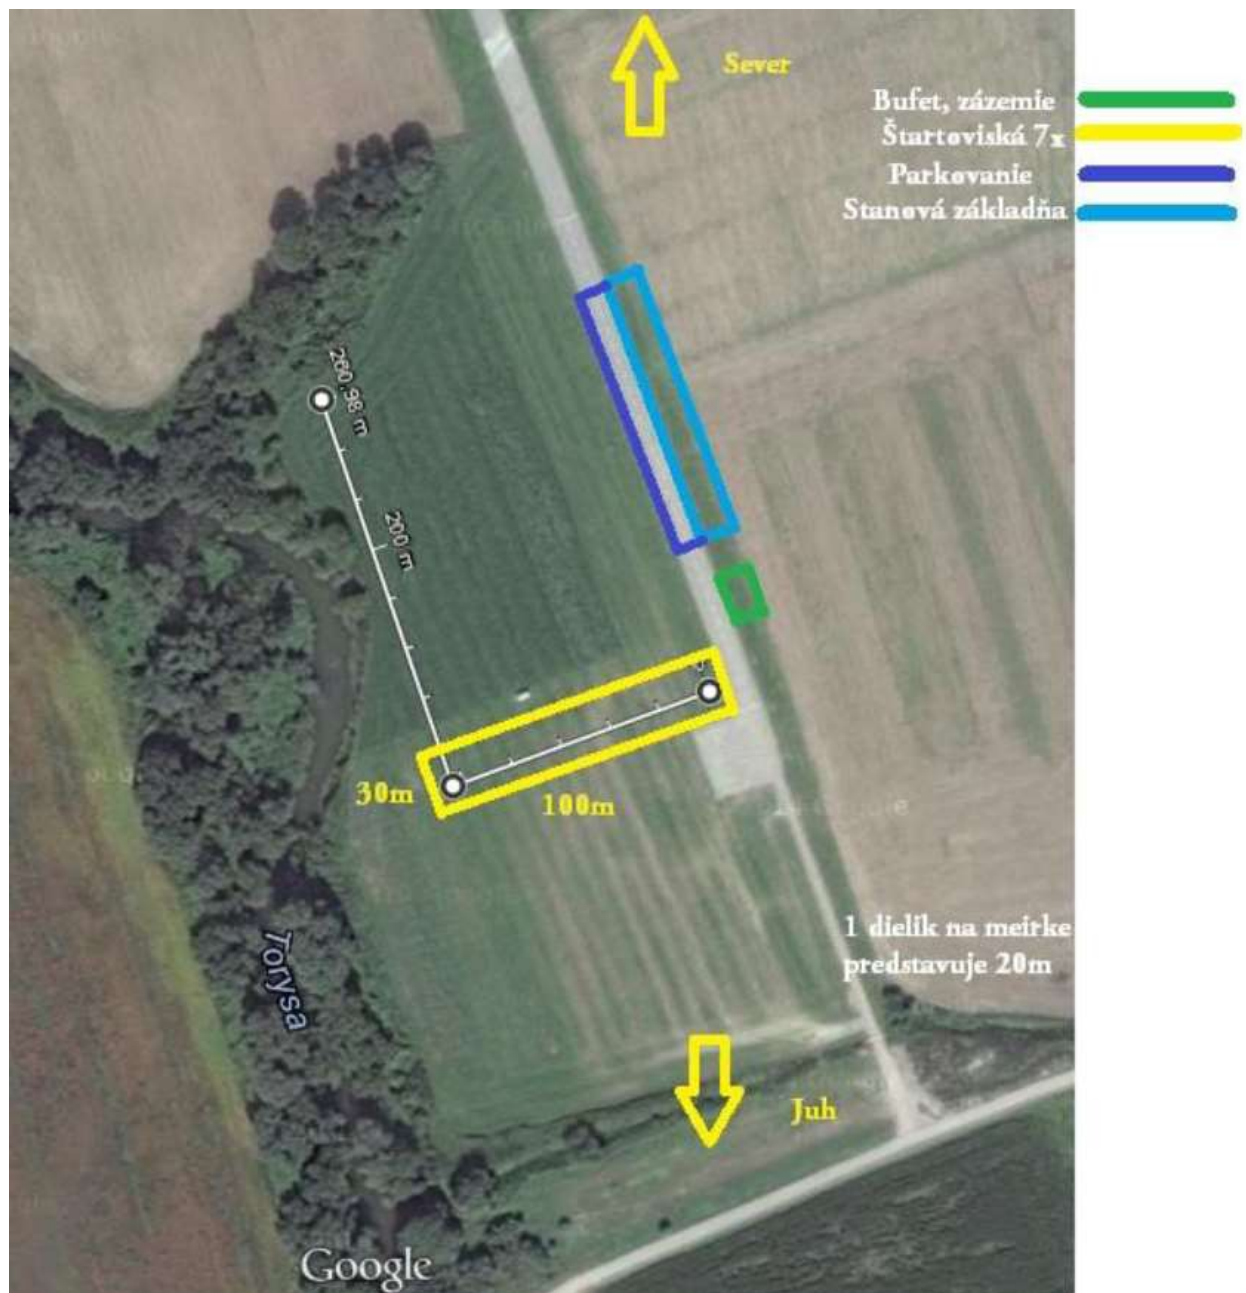 Sever
Bufet, zázemie
Štartoviská 7x
Parkovanie
Stanová základňa
260,98 m
200 m
30m
100m
1 dielik na meirke
predstavuje 20m
Torysa
Juh
Google